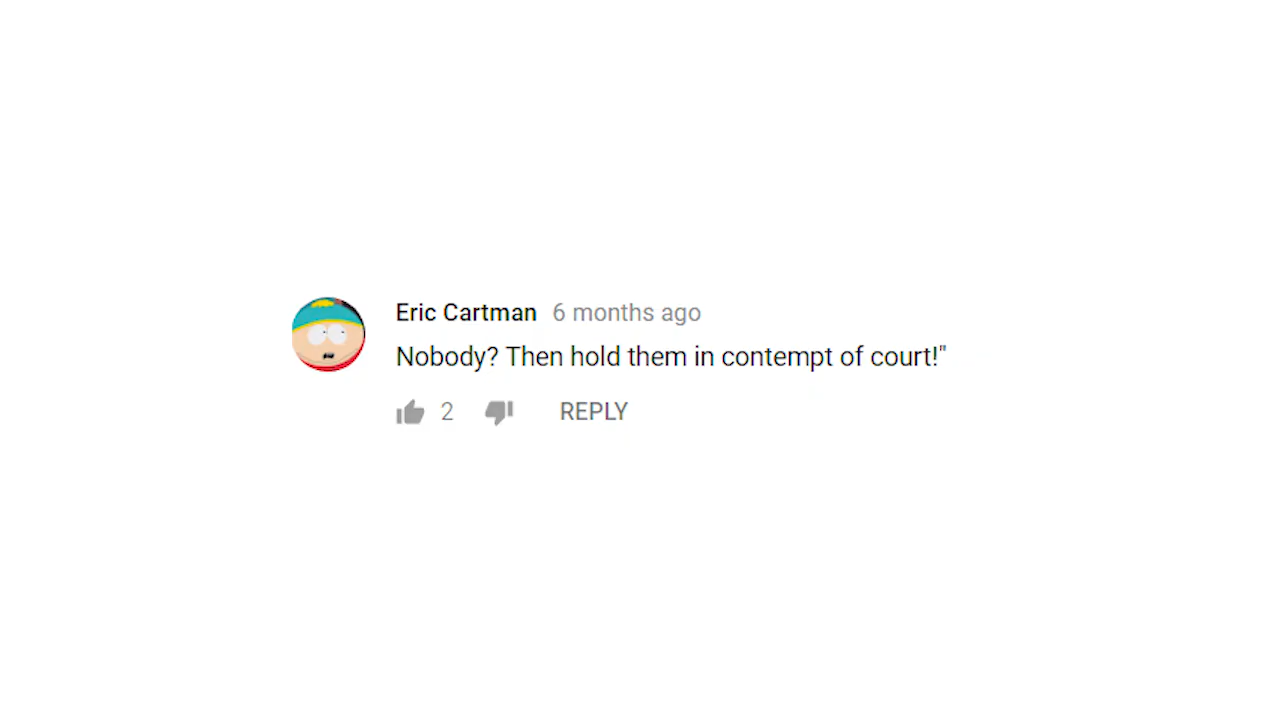 Eric Cartman 6 months ago
Nobody? Then hold them in contempt of court!"
2 REPLY